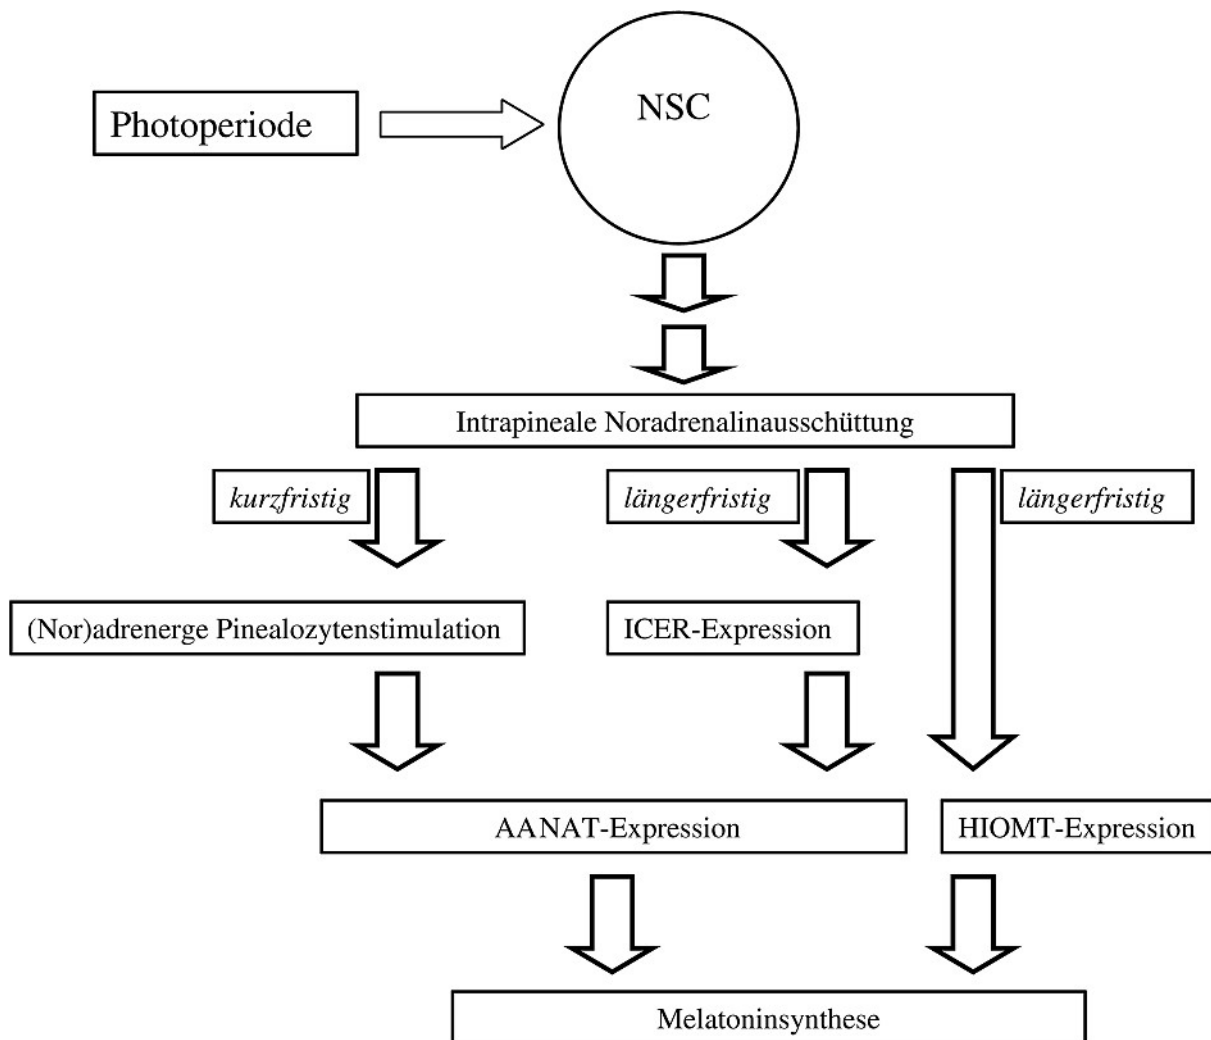 NSC
Photoperiode
Intrapineale Noradrenalinausschüttung
kurzfristig
längerfristig
längerfristig
(Nor)adrenerge Pinealozytenstimulation
ICER-Expression
AANAT-Expression
HIOMT-Expression
Melatoninsynthese